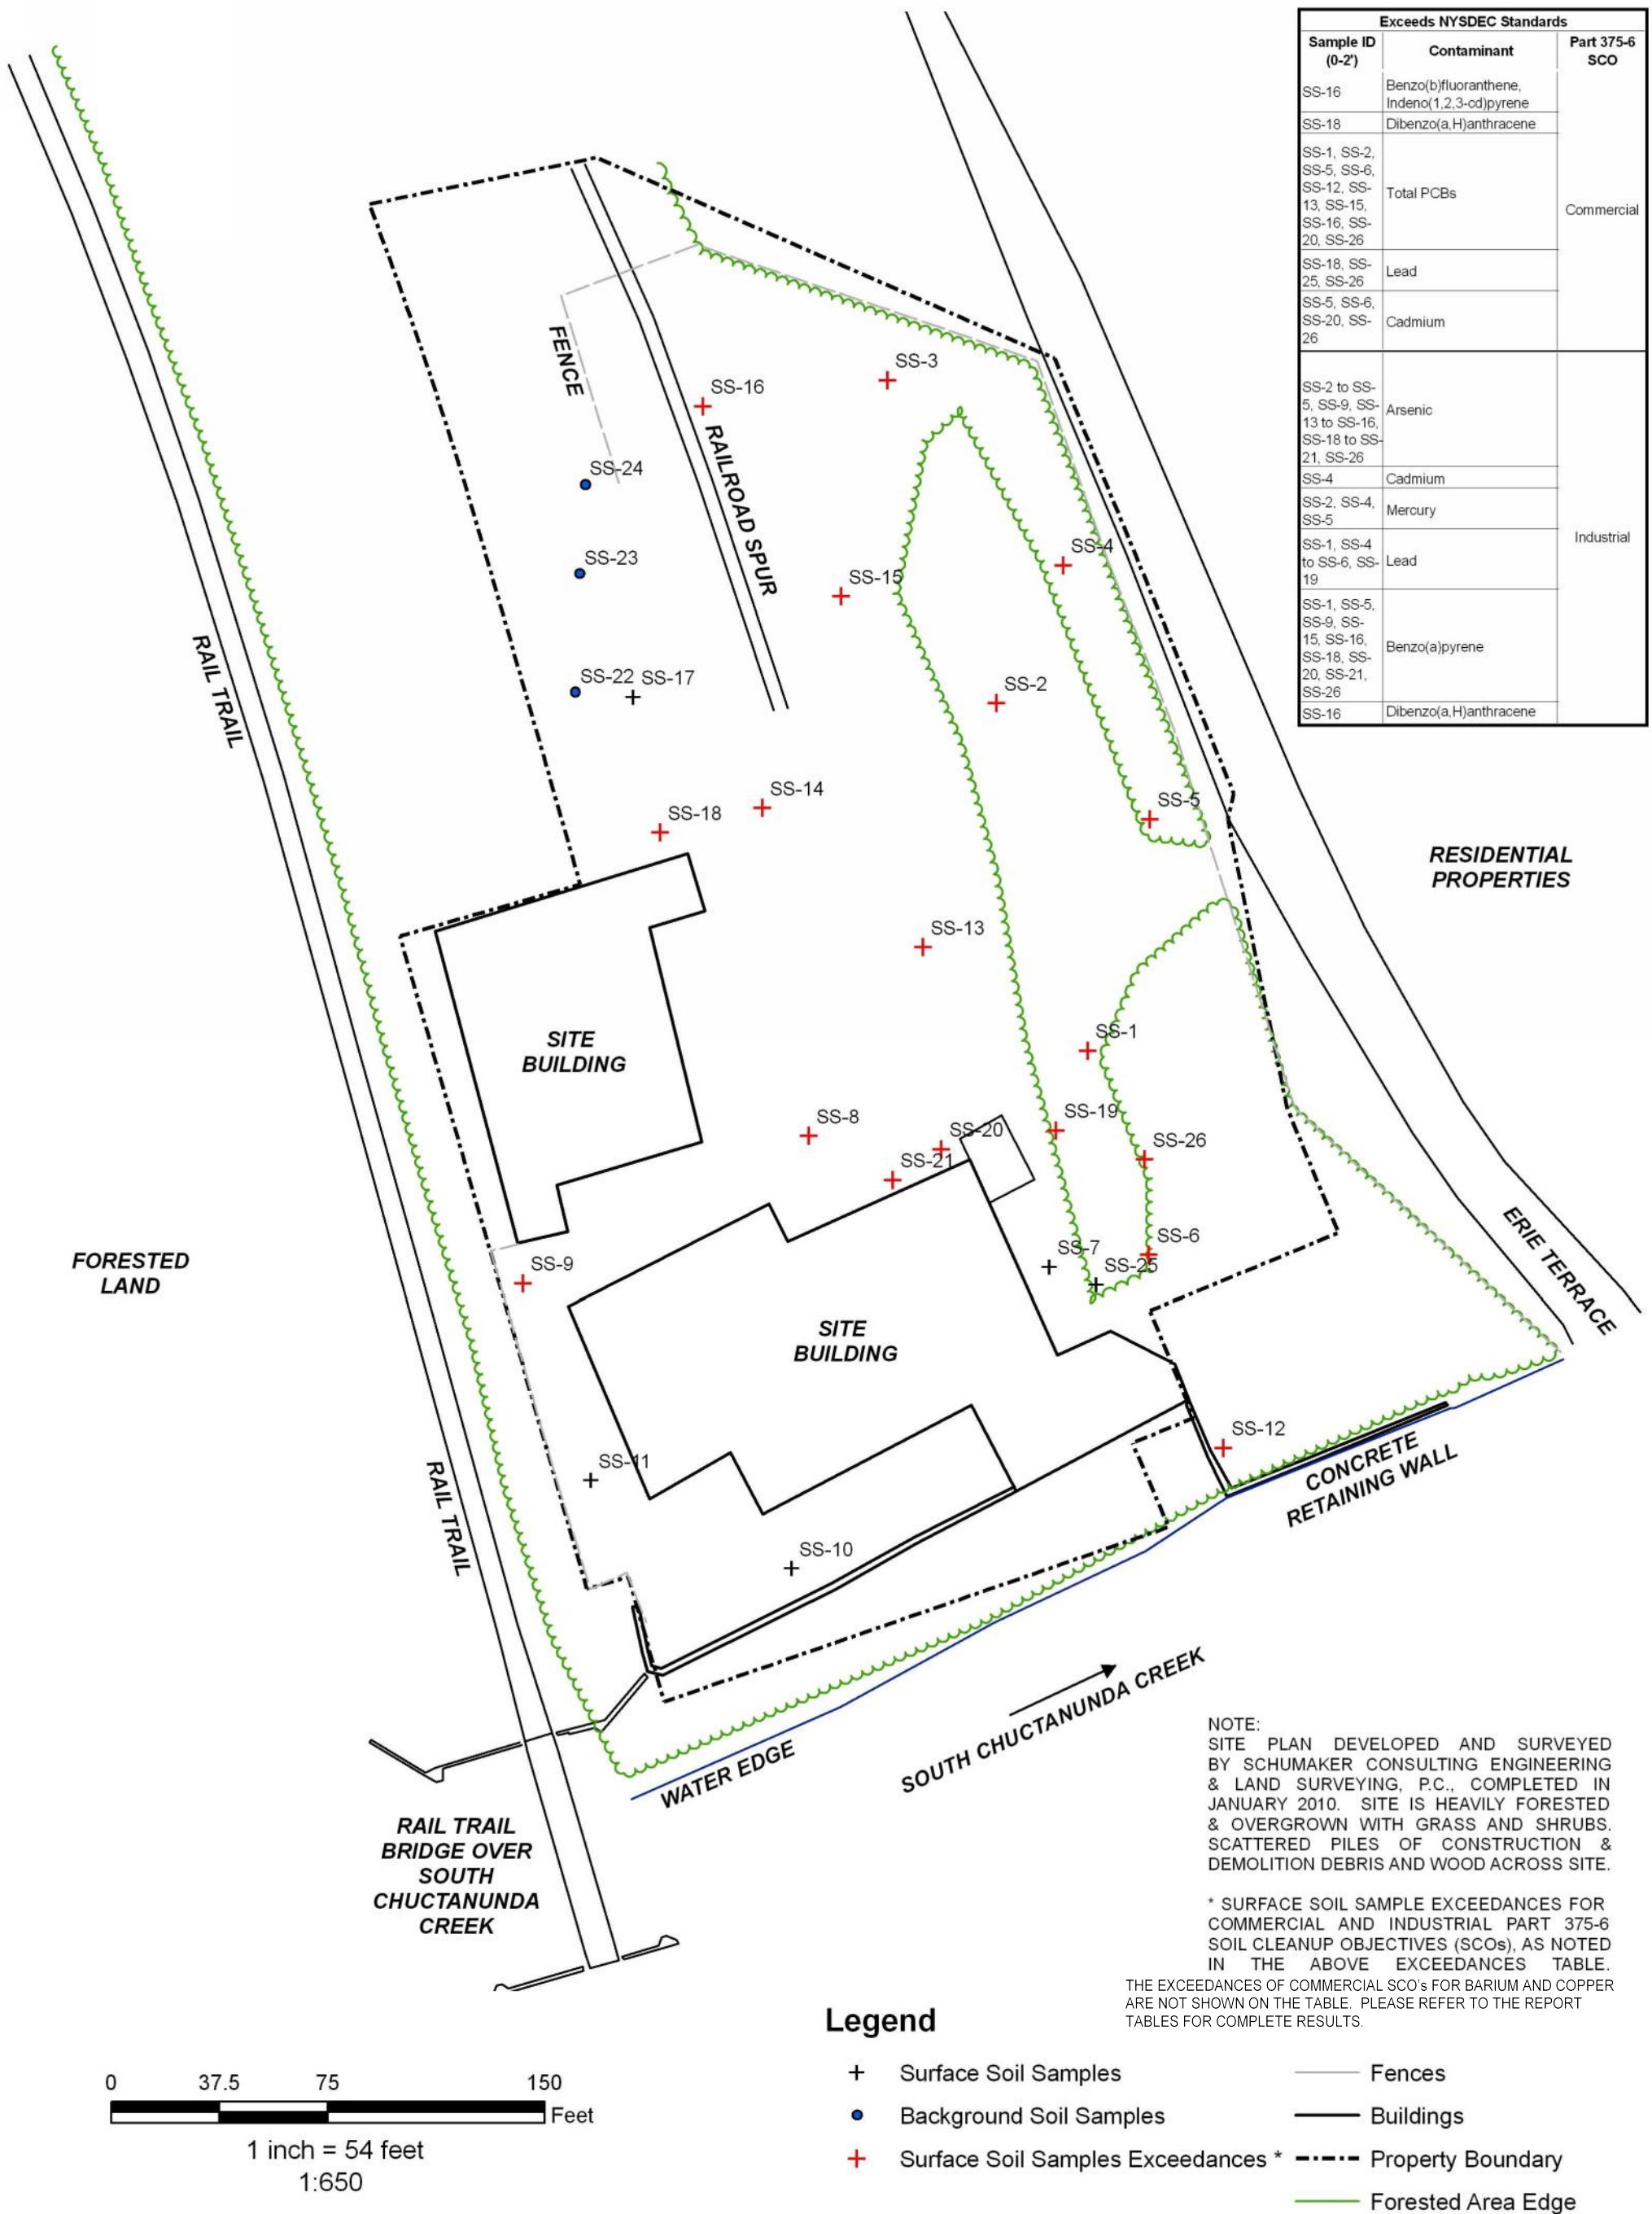 Exceeds NYSDEC Standards
Sample ID
(0-2')
Contaminant
Part 375-6
SCO
SS-16
Benzo(b)fluoranthene,
Indeno(1,2,3-cd)pyrene
SS-18
Dibenzo(a,H)anthracene
SS-1, SS-2,
SS-5, SS-6,
SS-12, SS-
13, SS-15,
SS-16, SS-
20, SS-26
Total PCBs
Commercial
SS-18, SS-
25, SS-26
Lead
SS-5, SS-6,
SS-20, SS-
26
Cadmium
SS-2 to SS-
5, SS-9, SS-
13 to SS-16,
SS-18 to SS-
21, SS-26
Arsenic
SS-4
Cadmium
SS-2, SS-4,
SS-5
Mercury
Industrial
SS-1, SS-4
to SS-6, SS-
19
Lead
SS-1, SS-5,
SS-9, SS-
15, SS-16,
SS-18, SS-
20, SS-21,
SS-26
Benzo(a)pyrene
SS-16
Dibenzo(a,H)anthracene
FENCE
SS-3
SS-16
RAILROAD SPUR
SS-24
SS-4
SS-23
SS-15
RAIL TRAIL
SS-22
SS-17
SS-2
SS-14
SS-5
SS-18
RESIDENTIAL
PROPERTIES
SS-13
SITE
BUILDING
SS-1
SS-8
SS-19
SS-20
SS-26
SS-21
FORESTED
LAND
SS-9
SS-7
SS-6
SS-25
ERIE TERRACE
SITE
BUILDING
SS-12
SS-11
CONCRETE
RETAINING WALL
RAIL TRAIL
SS-10
SOUTH CHUCTANUNDA CREEK
WATER EDGE
RAIL TRAIL
BRIDGE OVER
SOUTH
CHUCTANUNDA
CREEK
NOTE:
SITE PLAN DEVELOPED AND SURVEYED
BY SCHUMAKER CONSULTING ENGINEERING
& LAND SURVEYING, P.C., COMPLETED IN
JANUARY 2010. SITE IS HEAVILY FORESTED
& OVERGROWN WITH GRASS AND SHRUBS.
SCATTERED PILES OF CONSTRUCTION &
DEMOLITION DEBRIS AND WOOD ACROSS SITE.
* SURFACE SOIL SAMPLE EXCEEDANCES FOR
COMMERCIAL AND INDUSTRIAL PART 375-6
SOIL CLEANUP OBJECTIVES (SCOs), AS NOTED
IN THE ABOVE EXCEEDANCES TABLE.
THE EXCEEDANCES OF COMMERCIAL SCO's FOR BARIUM AND COPPER
ARE NOT SHOWN ON THE TABLE. PLEASE REFER TO THE REPORT
TABLES FOR COMPLETE RESULTS.
Legend
Surface Soil Samples
Background Soil Samples
Surface Soil Samples Exceedances *
Fences
Buildings
Property Boundary
Forested Area Edge
0 37.5 75 150
Feet
1 inch = 54 feet
1:650